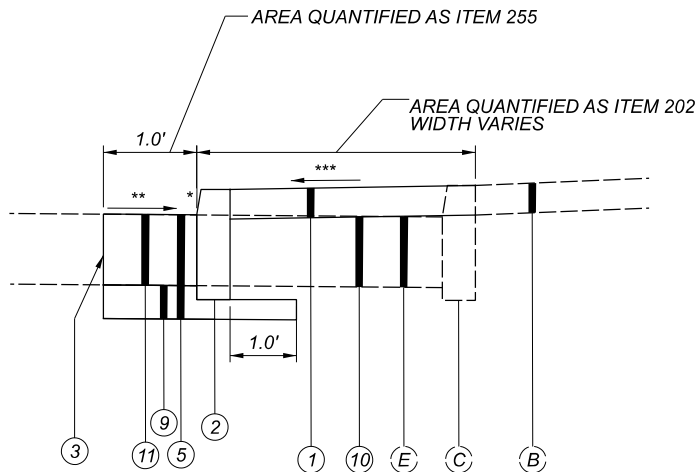 AREA QUANTIFIED AS ITEM 255
AREA QUANTIFIED AS ITEM 202
WIDTH VARIES
1.0'
***
**
*
1.0'
9
2
3
11
5
1
10
E
C
B